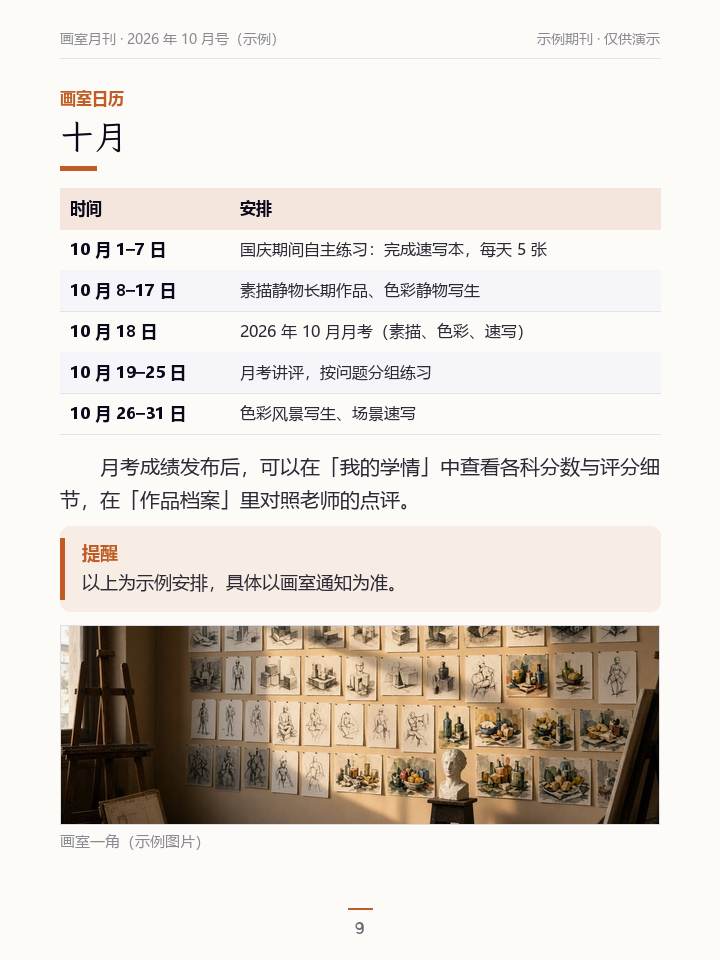 画室月刊 · 2026 年 10 月号（示例）
示例期刊 · 仅供演示
画室日历
十月
时间 安排
10 月 1–7 日 国庆期间自主练习：完成速写本，每天 5 张
10 月 8–17 日 素描静物长期作品、色彩静物写生
10 月 18 日 2026 年 10 月月考（素描、色彩、速写）
10 月 19–25 日 月考讲评，按问题分组练习
10 月 26–31 日 色彩风景写生、场景速写
月考成绩发布后，可以在「我的学情」中查看各科分数与评分细
节，在「作品档案」里对照老师的点评。
提醒
以上为示例安排，具体以画室通知为准。
画室一角（示例图片）
9